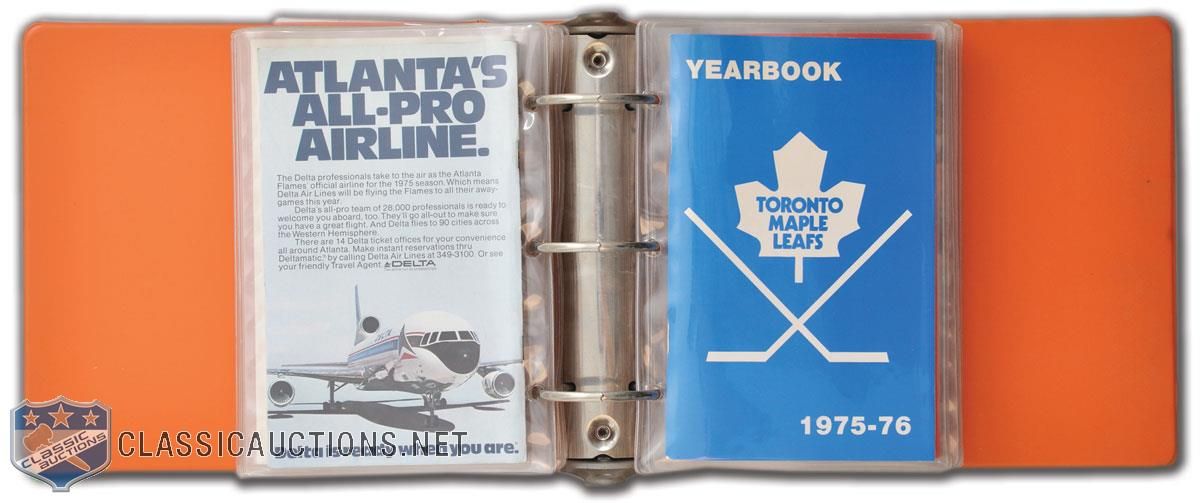 ATLANTA'S
ALL-PRO
AIRLINE.
The Delta professionals take to the air as the Atlanta
Flames' official airline for the 1975 season. Which means
Delta Air Lines will be flying the Flames to all their away-
games this year.
Delta's all-pro team of 28,000 professionals is ready to
welcome you aboard, too. They'll go all-out to make sure
you have a great flight. And Delta flies to 90 cities across
the Western Hemisphere.
There are 14 Delta ticket offices for your convenience
all around Atlanta. Make instant reservations thru
Deltamatic,® by calling Delta Air Lines at 349-3100. Or see
your friendly Travel Agent. DELTA
DELTA
Delta is ready when you are.
YEARBOOK
TORONTO
MAPLE
LEAFS
1975-76
CLASSIC
AUCTIONS
CLASSICAUCTIONS.NET